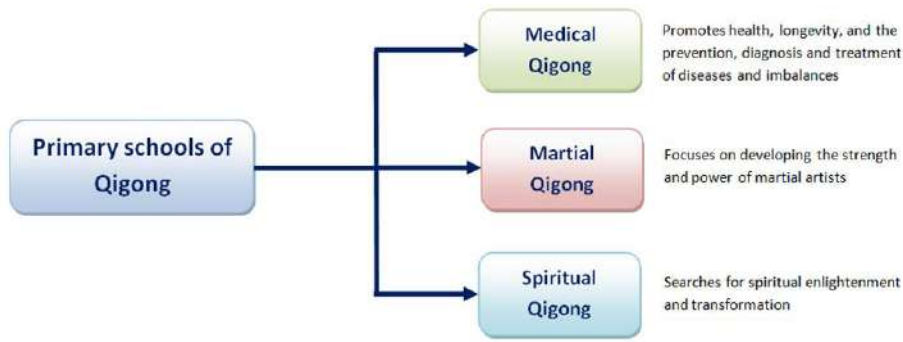 Primary schools of
Qigong
Medical
Qigong
Promotes health, longevity, and the
prevention, diagnosis and treatment
of diseases and imbalances
Martial
Qigong
Focuses on developing the strength
and power of martial artists
Spiritual
Qigong
Searches for spiritual enlightenment
and transformation